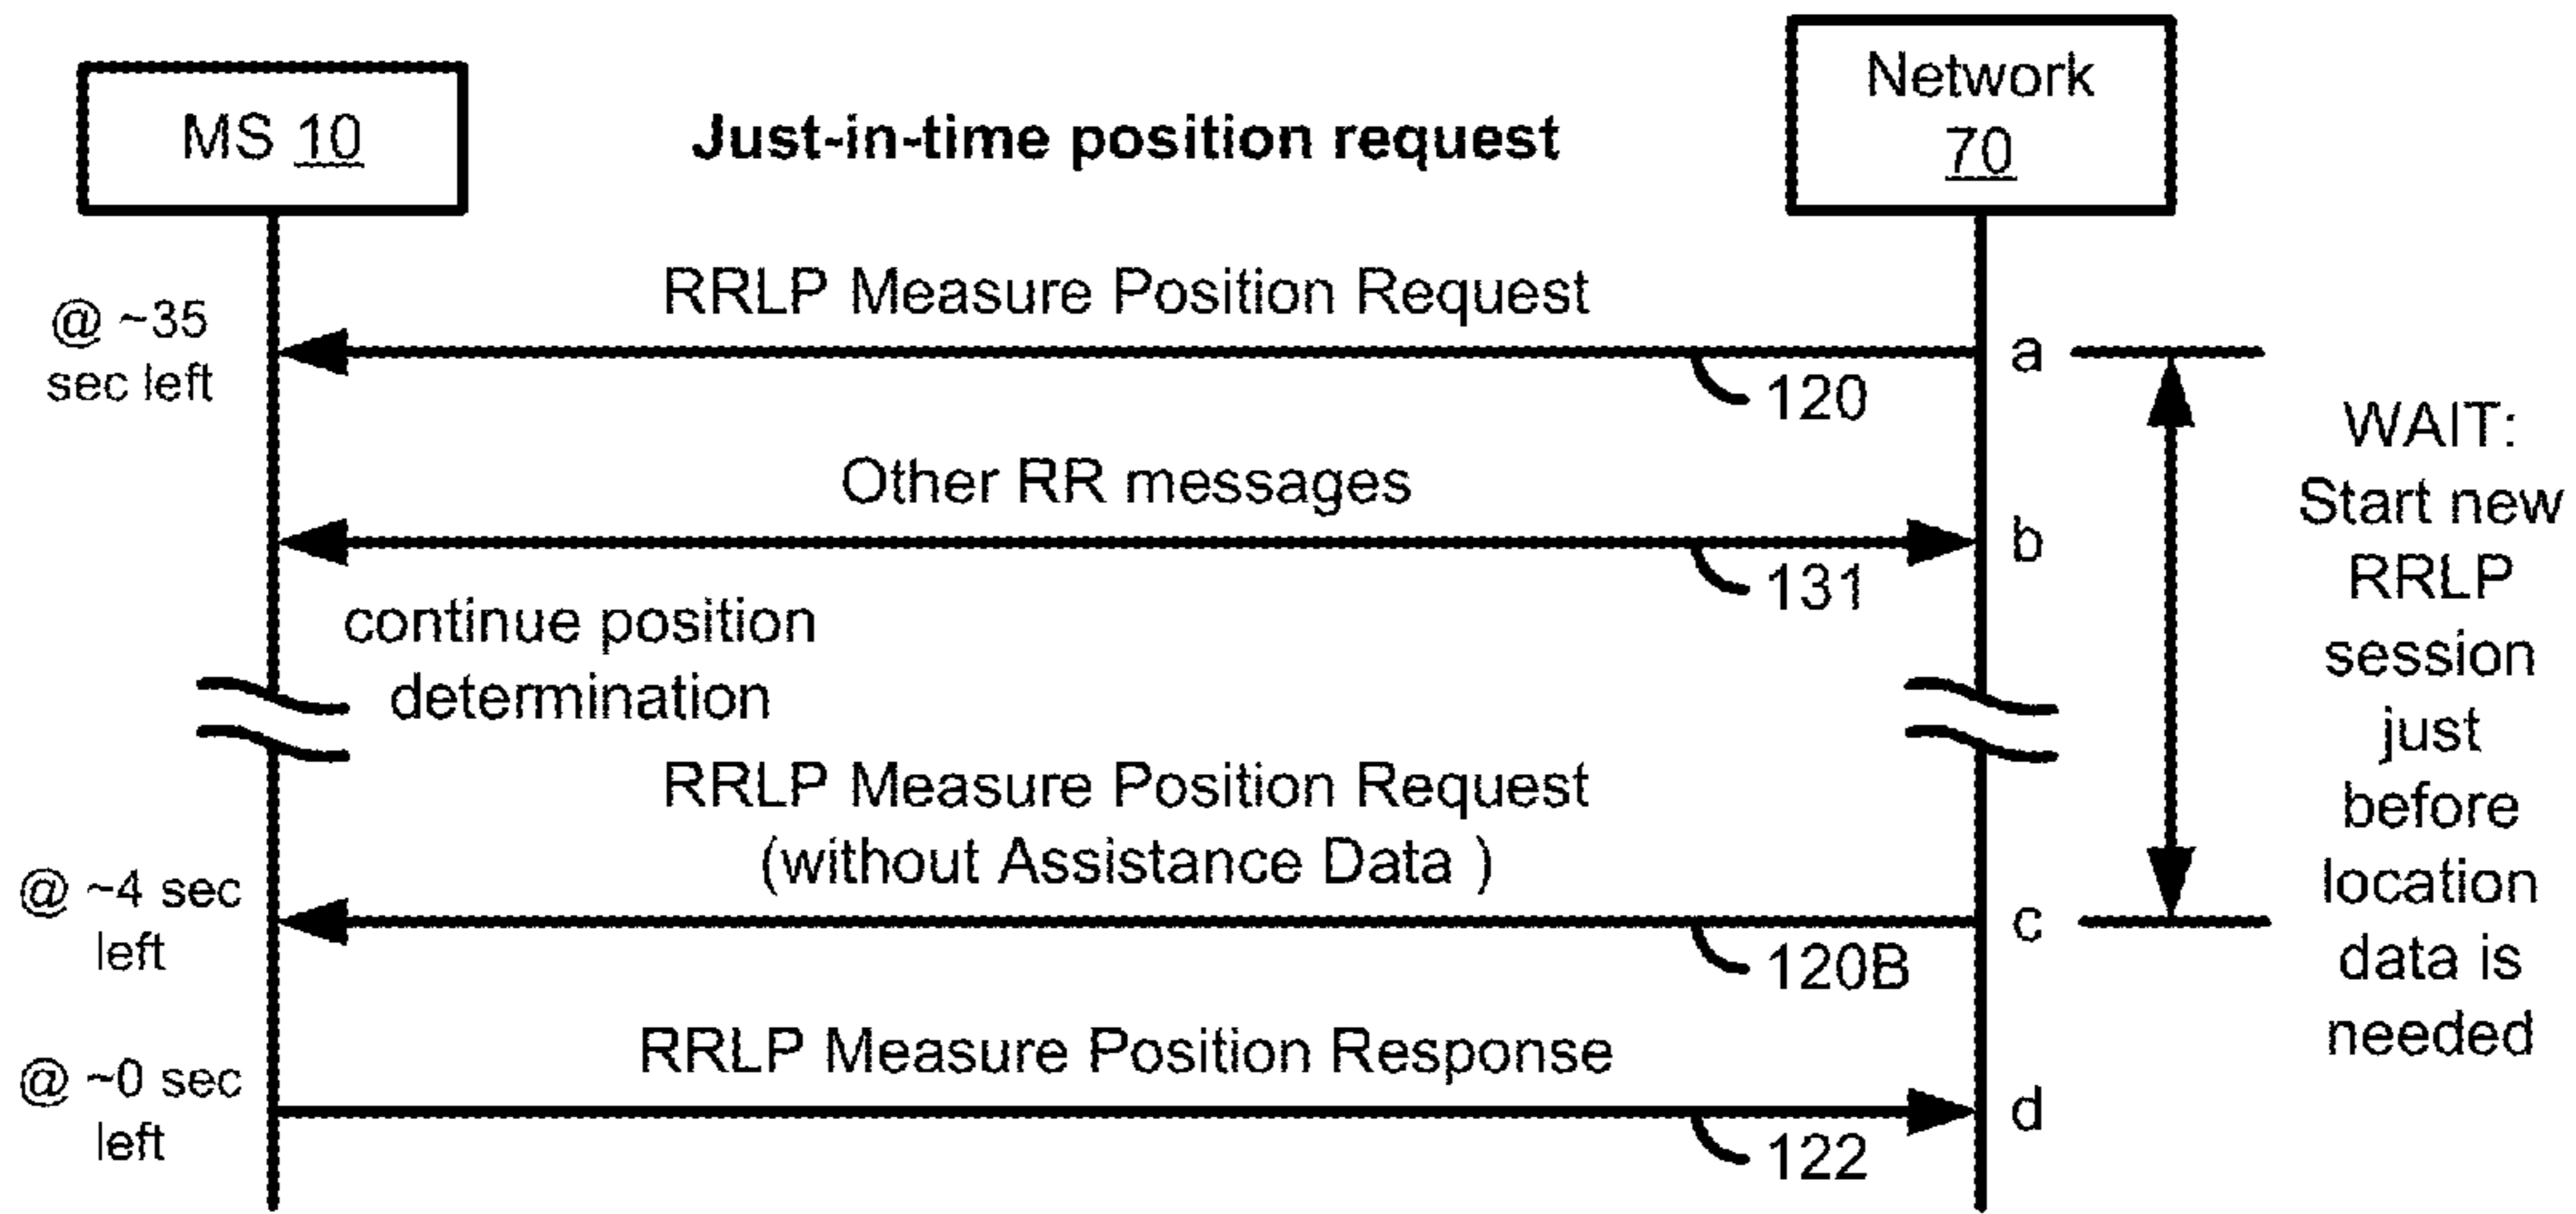 MS 10
Just-in-time position request
Network
70
RRLP Measure Position Request
@ ~35
sec left
a
120
WAIT:
Start new
RRLP
session
just
before
location
data is
needed
Other RR messages
b
131
continue position
determination
RRLP Measure Position Request
(without Assistance Data )
@ ~4 sec
left
c
120B
RRLP Measure Position Response
@ ~0 sec
left
d
122